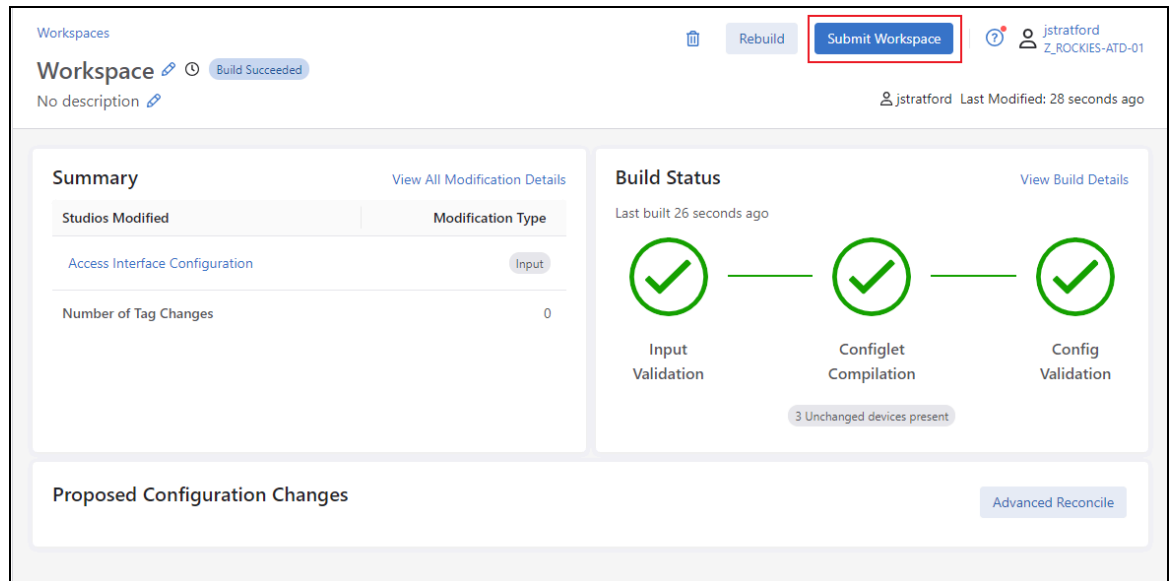 Workspaces
Rebuild
Submit Workspace
jstratford
Z_ROCKIES-ATD-01
Workspace
Build Succeeded
No description
jstratford Last Modified: 28 seconds ago
Summary
View All Modification Details
Studios Modified
Modification Type
Access Interface Configuration
Input
Number of Tag Changes
0
Build Status
View Build Details
Last built 26 seconds ago
Input
Validation
Configlet
Compilation
Config
Validation
3 Unchanged devices present
Proposed Configuration Changes
Advanced Reconcile